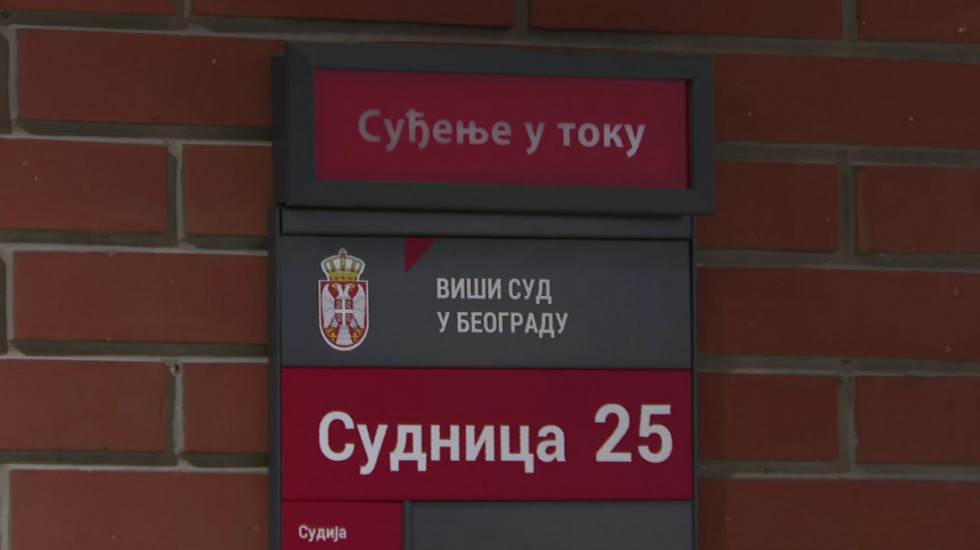 Суђење у току
ВИШИ СУД
У БЕОГРАДУ
Судница 25
Судија